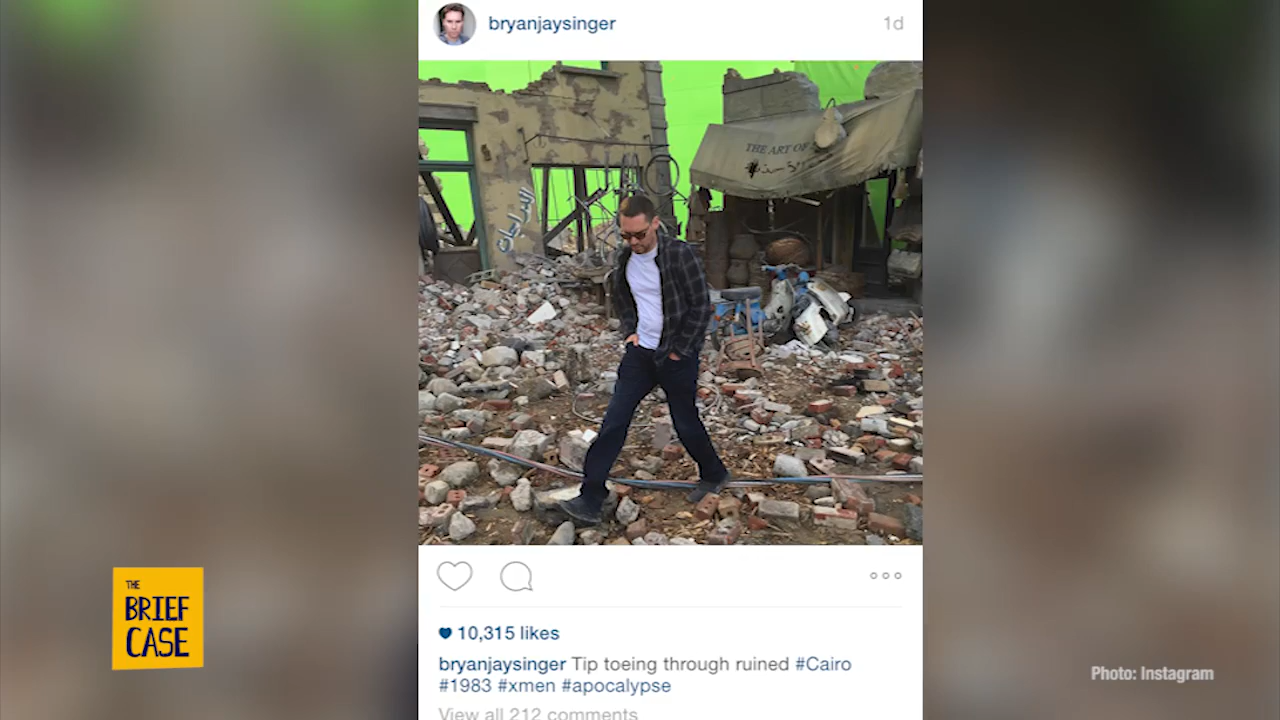 bryanjaysinger
1d
THE ART OF
الدراجات
THE
BRIEF
CASE
10,315 likes
bryanjaysinger Tip toeing through ruined #Cairo
#1983 #xmen #apocalypse
View all 212 comments
Photo: Instagram